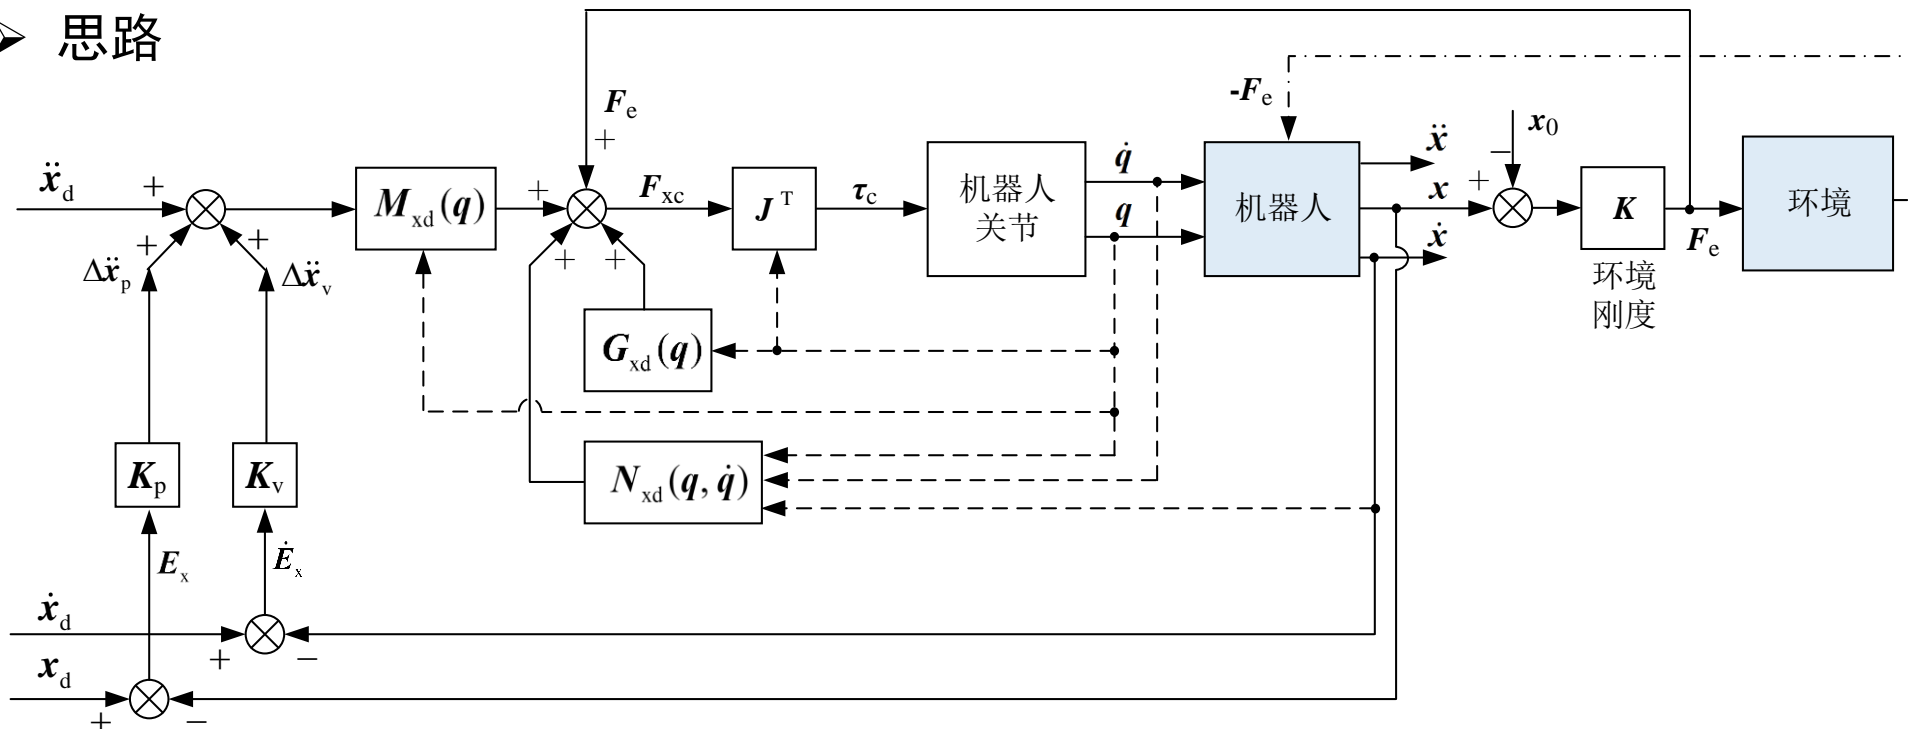 思路
F_e
+
-F_e
ẍ_d
+
+
+
Δẍ_p
Δẍ_v
M_xd(q)
+
+
+
F_xc
J^T
τ_c
机器人
关节
q̇
q
机器人
ẍ
x
ẋ
+
−
x_0
K
环境
刚度
F_e
环境
G_xd(q)
N_xd(q, q̇)
K_p
K_v
E_x
Ė_x
ẋ_d
+
−
x_d
+
−